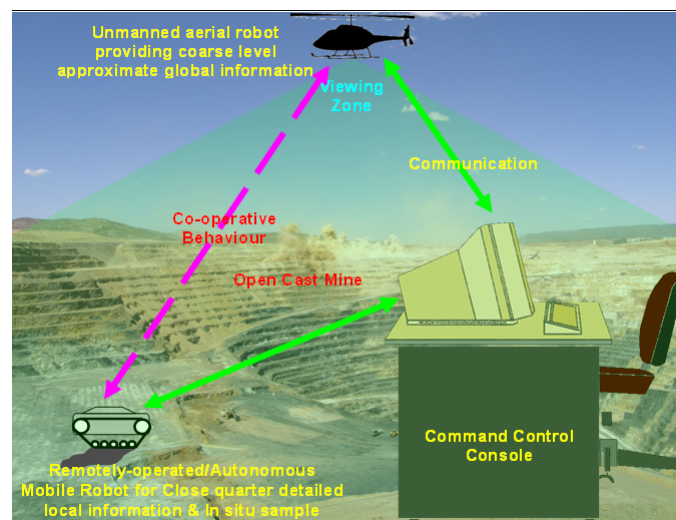 Unmanned aerial robot
providing coarse level
approximate global information
Viewing
Zone
Communication
Co-operative
Behaviour
Open Cast Mine
Command Control
Console
Remotely-operated/Autonomous
Mobile Robot for Close quarter detailed
local information & In situ sample